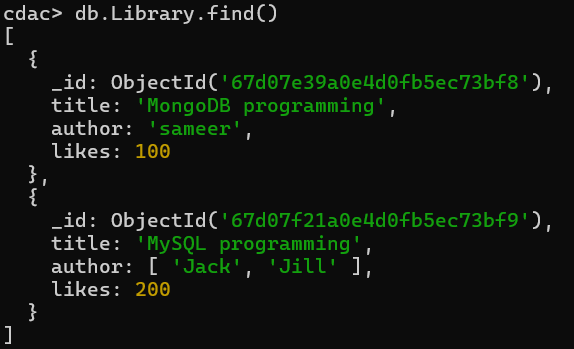 cdac> db.Library.find()
[
  {
    _id: ObjectId('67d07e39a0e4d0fb5ec73bf8'),
    title: 'MongoDB programming',
    author: 'sameer',
    likes: 100
  },
  {
    _id: ObjectId('67d07f21a0e4d0fb5ec73bf9'),
    title: 'MySQL programming',
    author: [ 'Jack', 'Jill' ],
    likes: 200
  }
]